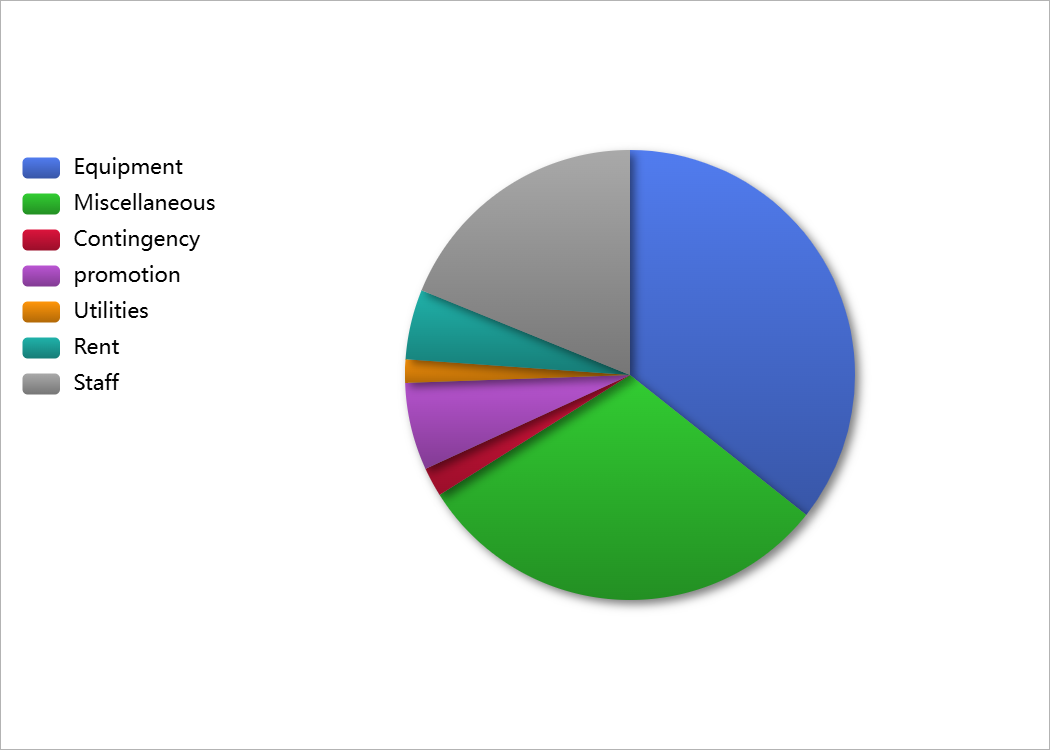 Equipment
Miscellaneous
Contingency
promotion
Utilities
Rent
Staff